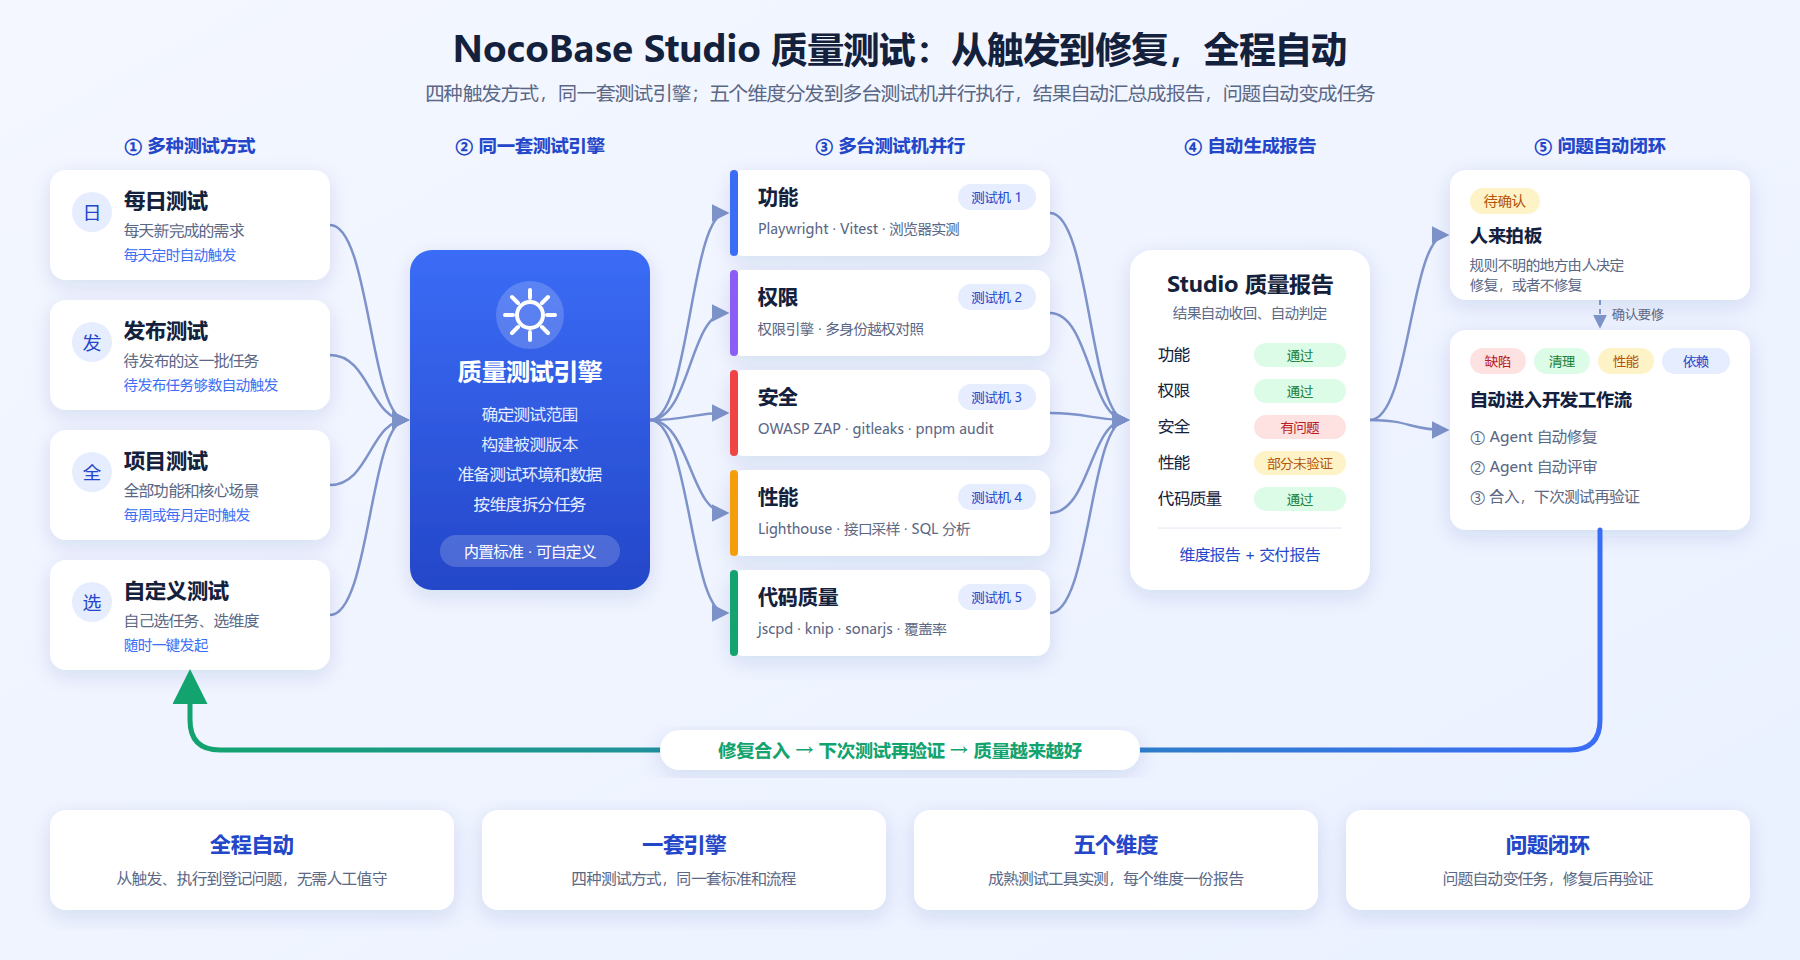 NocoBase Studio 质量测试：从触发到修复，全程自动
四种触发方式，同一套测试引擎；五个维度分发到多台测试机并行执行，结果自动汇总成报告，问题自动变成任务
① 多种测试方式
日
每日测试
每天新完成的需求
每天定时自动触发
发
发布测试
待发布的这一批任务
待发布任务够数自动触发
全
项目测试
全部功能和核心场景
每周或每月定时触发
选
自定义测试
自己选任务、选维度
随时一键发起
② 同一套测试引擎
质量测试引擎
确定测试范围
构建被测版本
准备测试环境和数据
按维度拆分任务
内置标准 · 可自定义
③ 多台测试机并行
功能
测试机 1
Playwright · Vitest · 浏览器实测
权限
测试机 2
权限引擎 · 多身份越权对照
安全
测试机 3
OWASP ZAP · gitleaks · pnpm audit
性能
测试机 4
Lighthouse · 接口采样 · SQL 分析
代码质量
测试机 5
jscpd · knip · sonarjs · 覆盖率
④ 自动生成报告
Studio 质量报告
结果自动收回、自动判定
功能 通过
权限 通过
安全 有问题
性能 部分未验证
代码质量 通过
维度报告 + 交付报告
⑤ 问题自动闭环
待确认
人来拍板
规则不明的地方由人决定
修复，或者不修复
确认要修
缺陷 清理 性能 依赖
自动进入开发工作流
① Agent 自动修复
② Agent 自动评审
③ 合入，下次测试再验证
修复合入 → 下次测试再验证 → 质量越来越好
全程自动
从触发、执行到登记问题，无需人工值守
一套引擎
四种测试方式，同一套标准和流程
五个维度
成熟测试工具实测，每个维度一份报告
问题闭环
问题自动变任务，修复后再验证